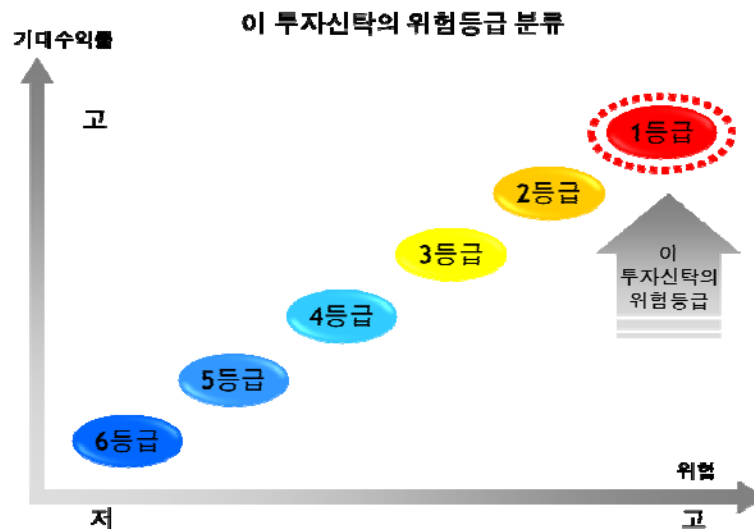 이 투자신탁의 위험등급 분류
기대수익률
고
1등급
2등급
3등급
이
투자신탁의
위험등급
4등급
5등급
6등급
위험
저
고